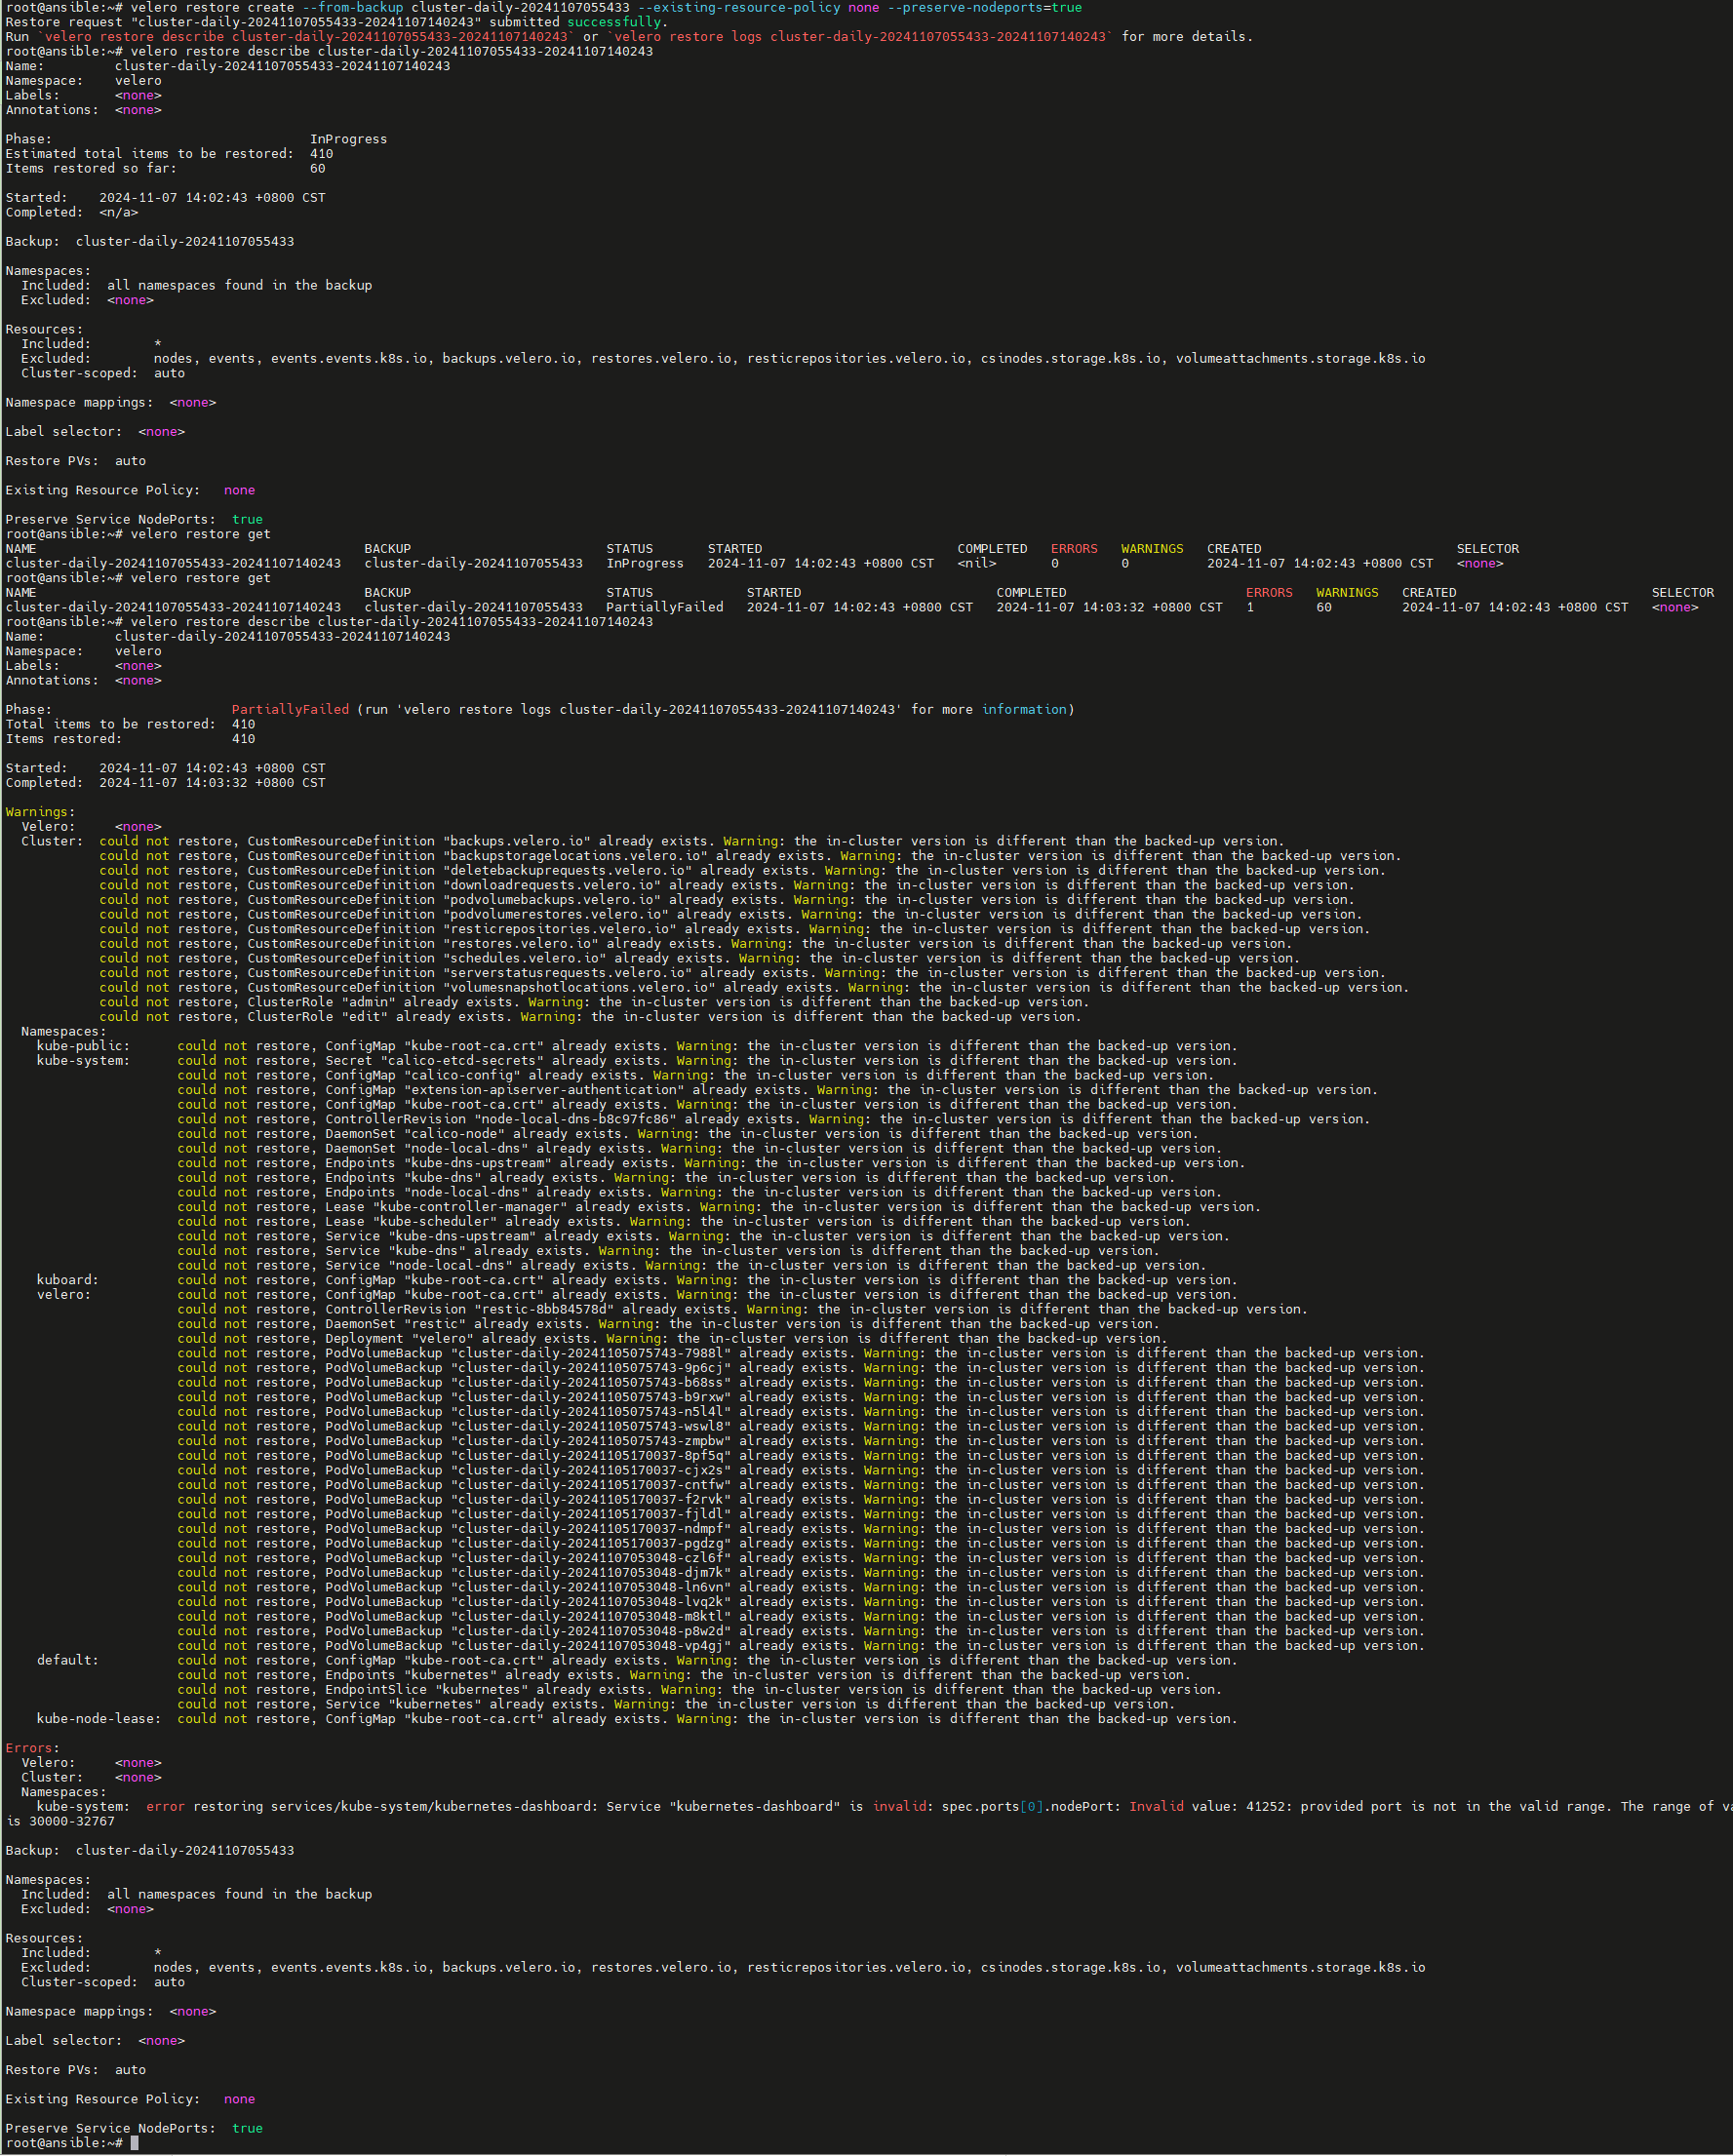 root@ansible:~# velero restore create --from-backup cluster-daily-20241107055433 --existing-resource-policy none --preserve-nodeports=true
Restore request "cluster-daily-20241107055433-20241107140243" submitted successfully.
Run `velero restore describe cluster-daily-20241107055433-20241107140243` or `velero restore logs cluster-daily-20241107055433-20241107140243` for more details.
root@ansible:~# velero restore describe cluster-daily-20241107055433-20241107140243
Name:         cluster-daily-20241107055433-20241107140243
Namespace:    velero
Labels:       <none>
Annotations:  <none>
Phase:                                 InProgress
Estimated total items to be restored:  410
Items restored so far:                 60
Started:    2024-11-07 14:02:43 +0800 CST
Completed:  <n/a>
Backup:  cluster-daily-20241107055433
Namespaces:
  Included:  all namespaces found in the backup
  Excluded:  <none>
Resources:
  Included:        *
  Excluded:        nodes, events, events.events.k8s.io, backups.velero.io, restores.velero.io, resticrepositories.velero.io, csinodes.storage.k8s.io, volumeattachments.storage.k8s.io
  Cluster-scoped:  auto
Namespace mappings:  <none>
Label selector:  <none>
Restore PVs:  auto
Existing Resource Policy:   none
Preserve Service NodePorts:  true
root@ansible:~# velero restore get
NAME                                          BACKUP                         STATUS       STARTED                         COMPLETED   ERRORS   WARNINGS   CREATED                         SELECTOR
cluster-daily-20241107055433-20241107140243   cluster-daily-20241107055433   InProgress   2024-11-07 14:02:43 +0800 CST   <nil>       0        0          2024-11-07 14:02:43 +0800 CST   <none>
root@ansible:~# velero restore get
NAME                                          BACKUP                         STATUS            STARTED                         COMPLETED                       ERRORS   WARNINGS   CREATED                         SELECTOR
cluster-daily-20241107055433-20241107140243   cluster-daily-20241107055433   PartiallyFailed   2024-11-07 14:02:43 +0800 CST   2024-11-07 14:03:32 +0800 CST   1        60         2024-11-07 14:02:43 +0800 CST   <none>
root@ansible:~# velero restore describe cluster-daily-20241107055433-20241107140243
Name:         cluster-daily-20241107055433-20241107140243
Namespace:    velero
Labels:       <none>
Annotations:  <none>
Phase:                       PartiallyFailed (run 'velero restore logs cluster-daily-20241107055433-20241107140243' for more information)
Total items to be restored:  410
Items restored:              410
Started:    2024-11-07 14:02:43 +0800 CST
Completed:  2024-11-07 14:03:32 +0800 CST
Warnings:
  Velero:     <none>
  Cluster:  could not restore, CustomResourceDefinition "backups.velero.io" already exists. Warning: the in-cluster version is different than the backed-up version.
            could not restore, CustomResourceDefinition "backupstoragelocations.velero.io" already exists. Warning: the in-cluster version is different than the backed-up version.
            could not restore, CustomResourceDefinition "deletebackuprequests.velero.io" already exists. Warning: the in-cluster version is different than the backed-up version.
            could not restore, CustomResourceDefinition "downloadrequests.velero.io" already exists. Warning: the in-cluster version is different than the backed-up version.
            could not restore, CustomResourceDefinition "podvolumebackups.velero.io" already exists. Warning: the in-cluster version is different than the backed-up version.
            could not restore, CustomResourceDefinition "podvolumerestores.velero.io" already exists. Warning: the in-cluster version is different than the backed-up version.
            could not restore, CustomResourceDefinition "resticrepositories.velero.io" already exists. Warning: the in-cluster version is different than the backed-up version.
            could not restore, CustomResourceDefinition "restores.velero.io" already exists. Warning: the in-cluster version is different than the backed-up version.
            could not restore, CustomResourceDefinition "schedules.velero.io" already exists. Warning: the in-cluster version is different than the backed-up version.
            could not restore, CustomResourceDefinition "serverstatusrequests.velero.io" already exists. Warning: the in-cluster version is different than the backed-up version.
            could not restore, CustomResourceDefinition "volumesnapshotlocations.velero.io" already exists. Warning: the in-cluster version is different than the backed-up version.
            could not restore, ClusterRole "admin" already exists. Warning: the in-cluster version is different than the backed-up version.
            could not restore, ClusterRole "edit" already exists. Warning: the in-cluster version is different than the backed-up version.
  Namespaces:
    kube-public:      could not restore, ConfigMap "kube-root-ca.crt" already exists. Warning: the in-cluster version is different than the backed-up version.
    kube-system:      could not restore, Secret "calico-etcd-secrets" already exists. Warning: the in-cluster version is different than the backed-up version.
                      could not restore, ConfigMap "calico-config" already exists. Warning: the in-cluster version is different than the backed-up version.
                      could not restore, ConfigMap "extension-apiserver-authentication" already exists. Warning: the in-cluster version is different than the backed-up version.
                      could not restore, ConfigMap "kube-root-ca.crt" already exists. Warning: the in-cluster version is different than the backed-up version.
                      could not restore, ControllerRevision "node-local-dns-b8c97fc86" already exists. Warning: the in-cluster version is different than the backed-up version.
                      could not restore, DaemonSet "calico-node" already exists. Warning: the in-cluster version is different than the backed-up version.
                      could not restore, DaemonSet "node-local-dns" already exists. Warning: the in-cluster version is different than the backed-up version.
                      could not restore, Endpoints "kube-dns-upstream" already exists. Warning: the in-cluster version is different than the backed-up version.
                      could not restore, Endpoints "kube-dns" already exists. Warning: the in-cluster version is different than the backed-up version.
                      could not restore, Endpoints "node-local-dns" already exists. Warning: the in-cluster version is different than the backed-up version.
                      could not restore, Lease "kube-controller-manager" already exists. Warning: the in-cluster version is different than the backed-up version.
                      could not restore, Lease "kube-scheduler" already exists. Warning: the in-cluster version is different than the backed-up version.
                      could not restore, Service "kube-dns-upstream" already exists. Warning: the in-cluster version is different than the backed-up version.
                      could not restore, Service "kube-dns" already exists. Warning: the in-cluster version is different than the backed-up version.
                      could not restore, Service "node-local-dns" already exists. Warning: the in-cluster version is different than the backed-up version.
    kuboard:          could not restore, ConfigMap "kube-root-ca.crt" already exists. Warning: the in-cluster version is different than the backed-up version.
    velero:           could not restore, ConfigMap "kube-root-ca.crt" already exists. Warning: the in-cluster version is different than the backed-up version.
                      could not restore, ControllerRevision "restic-8bb84578d" already exists. Warning: the in-cluster version is different than the backed-up version.
                      could not restore, DaemonSet "restic" already exists. Warning: the in-cluster version is different than the backed-up version.
                      could not restore, Deployment "velero" already exists. Warning: the in-cluster version is different than the backed-up version.
                      could not restore, PodVolumeBackup "cluster-daily-20241105075743-7988l" already exists. Warning: the in-cluster version is different than the backed-up version.
                      could not restore, PodVolumeBackup "cluster-daily-20241105075743-9p6cj" already exists. Warning: the in-cluster version is different than the backed-up version.
                      could not restore, PodVolumeBackup "cluster-daily-20241105075743-b68ss" already exists. Warning: the in-cluster version is different than the backed-up version.
                      could not restore, PodVolumeBackup "cluster-daily-20241105075743-b9rxw" already exists. Warning: the in-cluster version is different than the backed-up version.
                      could not restore, PodVolumeBackup "cluster-daily-20241105075743-n5l4l" already exists. Warning: the in-cluster version is different than the backed-up version.
                      could not restore, PodVolumeBackup "cluster-daily-20241105075743-wswl8" already exists. Warning: the in-cluster version is different than the backed-up version.
                      could not restore, PodVolumeBackup "cluster-daily-20241105075743-zmpbw" already exists. Warning: the in-cluster version is different than the backed-up version.
                      could not restore, PodVolumeBackup "cluster-daily-20241105170037-8pf5q" already exists. Warning: the in-cluster version is different than the backed-up version.
                      could not restore, PodVolumeBackup "cluster-daily-20241105170037-cjx2s" already exists. Warning: the in-cluster version is different than the backed-up version.
                      could not restore, PodVolumeBackup "cluster-daily-20241105170037-cntfw" already exists. Warning: the in-cluster version is different than the backed-up version.
                      could not restore, PodVolumeBackup "cluster-daily-20241105170037-f2rvk" already exists. Warning: the in-cluster version is different than the backed-up version.
                      could not restore, PodVolumeBackup "cluster-daily-20241105170037-fjldl" already exists. Warning: the in-cluster version is different than the backed-up version.
                      could not restore, PodVolumeBackup "cluster-daily-20241105170037-ndmpf" already exists. Warning: the in-cluster version is different than the backed-up version.
                      could not restore, PodVolumeBackup "cluster-daily-20241105170037-pgdzg" already exists. Warning: the in-cluster version is different than the backed-up version.
                      could not restore, PodVolumeBackup "cluster-daily-20241107053048-czl6f" already exists. Warning: the in-cluster version is different than the backed-up version.
                      could not restore, PodVolumeBackup "cluster-daily-20241107053048-djm7k" already exists. Warning: the in-cluster version is different than the backed-up version.
                      could not restore, PodVolumeBackup "cluster-daily-20241107053048-ln6vn" already exists. Warning: the in-cluster version is different than the backed-up version.
                      could not restore, PodVolumeBackup "cluster-daily-20241107053048-lvq2k" already exists. Warning: the in-cluster version is different than the backed-up version.
                      could not restore, PodVolumeBackup "cluster-daily-20241107053048-m8ktl" already exists. Warning: the in-cluster version is different than the backed-up version.
                      could not restore, PodVolumeBackup "cluster-daily-20241107053048-p8w2d" already exists. Warning: the in-cluster version is different than the backed-up version.
                      could not restore, PodVolumeBackup "cluster-daily-20241107053048-vp4gj" already exists. Warning: the in-cluster version is different than the backed-up version.
    default:          could not restore, ConfigMap "kube-root-ca.crt" already exists. Warning: the in-cluster version is different than the backed-up version.
                      could not restore, Endpoints "kubernetes" already exists. Warning: the in-cluster version is different than the backed-up version.
                      could not restore, EndpointSlice "kubernetes" already exists. Warning: the in-cluster version is different than the backed-up version.
                      could not restore, Service "kubernetes" already exists. Warning: the in-cluster version is different than the backed-up version.
    kube-node-lease:  could not restore, ConfigMap "kube-root-ca.crt" already exists. Warning: the in-cluster version is different than the backed-up version.
Errors:
  Velero:     <none>
  Cluster:    <none>
  Namespaces:
    kube-system:  error restoring services/kube-system/kubernetes-dashboard: Service "kubernetes-dashboard" is invalid: spec.ports[0].nodePort: Invalid value: 41252: provided port is not in the valid range. The range of
is 30000-32767
Backup:  cluster-daily-20241107055433
Namespaces:
  Included:  all namespaces found in the backup
  Excluded:  <none>
Resources:
  Included:        *
  Excluded:        nodes, events, events.events.k8s.io, backups.velero.io, restores.velero.io, resticrepositories.velero.io, csinodes.storage.k8s.io, volumeattachments.storage.k8s.io
  Cluster-scoped:  auto
Namespace mappings:  <none>
Label selector:  <none>
Restore PVs:  auto
Existing Resource Policy:   none
Preserve Service NodePorts:  true
root@ansible:~#